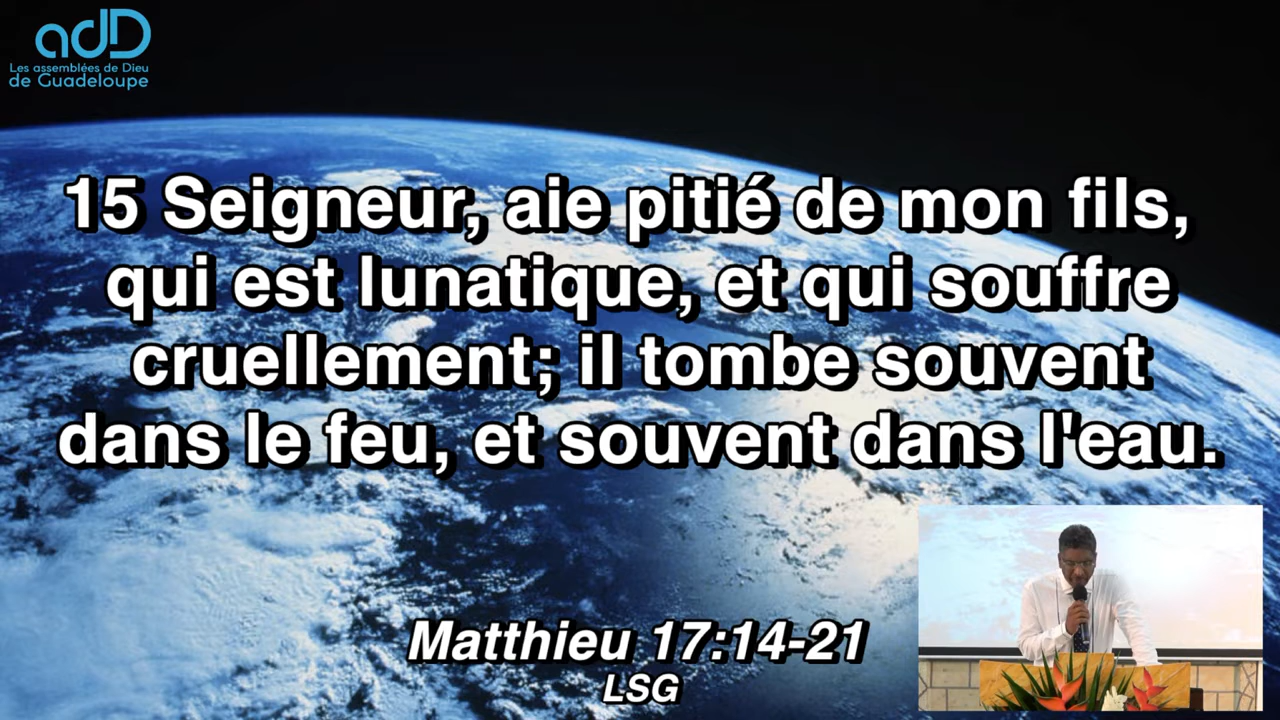 adD
Les assemblées de Dieu
de Guadeloupe
15 Seigneur, aie pitié de mon fils,
qui est lunatique, et qui souffre
cruellement; il tombe souvent
dans le feu, et souvent dans l'eau.
Matthieu 17:14-21
LSG